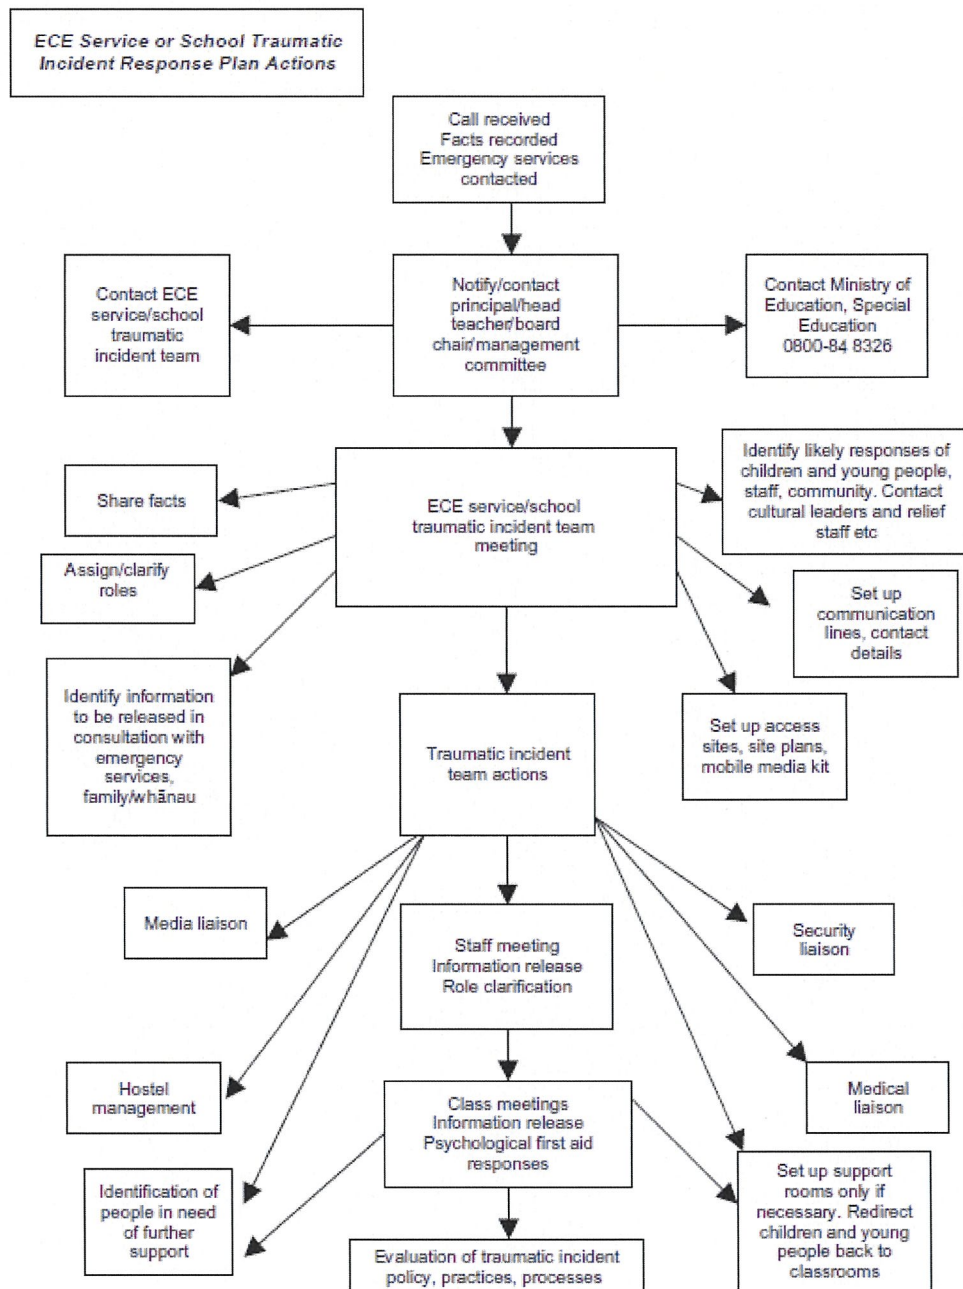 ECE Service or School Traumatic
Incident Response Plan Actions
Call received
Facts recorded
Emergency services
contacted
Contact ECE
service/school
traumatic
incident team
Notify/contact
principal/head
teacher/board
chair/management
committee
Contact Ministry of
Education, Special
Education
0800-84 8326
Share facts
Assign/clarify
roles
Identify information
to be released in
consultation with
emergency
services,
family/whānau
ECE service/school
traumatic incident team
meeting
Identify likely responses of
children and young people,
staff, community. Contact
cultural leaders and relief
staff etc
Set up
communication
lines, contact
details
Set up access
sites, site plans,
mobile media kit
Traumatic incident
team actions
Media liaison
Staff meeting
Information release
Role clarification
Security
liaison
Hostel
management
Class meetings
Information release
Psychological first aid
responses
Medical
liaison
Identification of
people in need
of further
support
Evaluation of traumatic incident
policy, practices, processes
Set up support
rooms only if
necessary. Redirect
children and young
people back to
classrooms